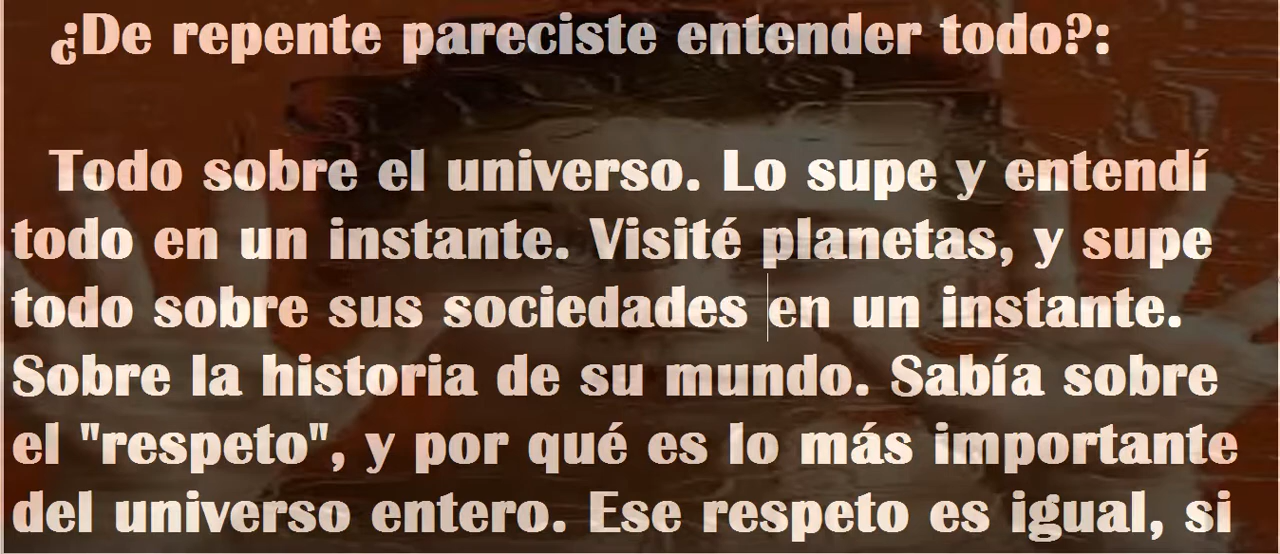 ¿De repente pareciste entender todo?:
Todo sobre el universo. Lo supe y entendí
todo en un instante. Visité planetas, y supe
todo sobre sus sociedades en un instante.
Sobre la historia de su mundo. Sabía sobre
el "respeto", y por qué es lo más importante
del universo entero. Ese respeto es igual, si